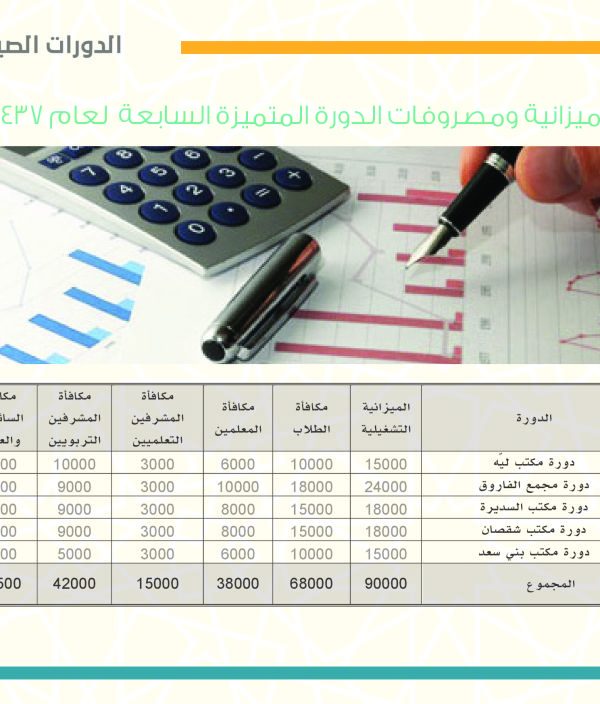 الدورات
ميزانية ومصروفات الدورة المتميزة السابعة لعام ٤٣٧
الدورة الميزانية التشغيلية مكافأة الطلاب مكافأة المعلمين مكافأة المشرفين التعلميين مكافأة المشرفين التربويين
دورة مكتب ليّه 15000 10000 6000 3000 10000
دورة مجمع الفاروق 24000 18000 10000 3000 9000
دورة مكتب السديرة 18000 15000 8000 3000 9000
دورة مكتب شقصان 18000 15000 8000 3000 9000
دورة مكتب بني سعد 15000 10000 6000 3000 5000
المجموع 90000 68000 38000 15000 42000